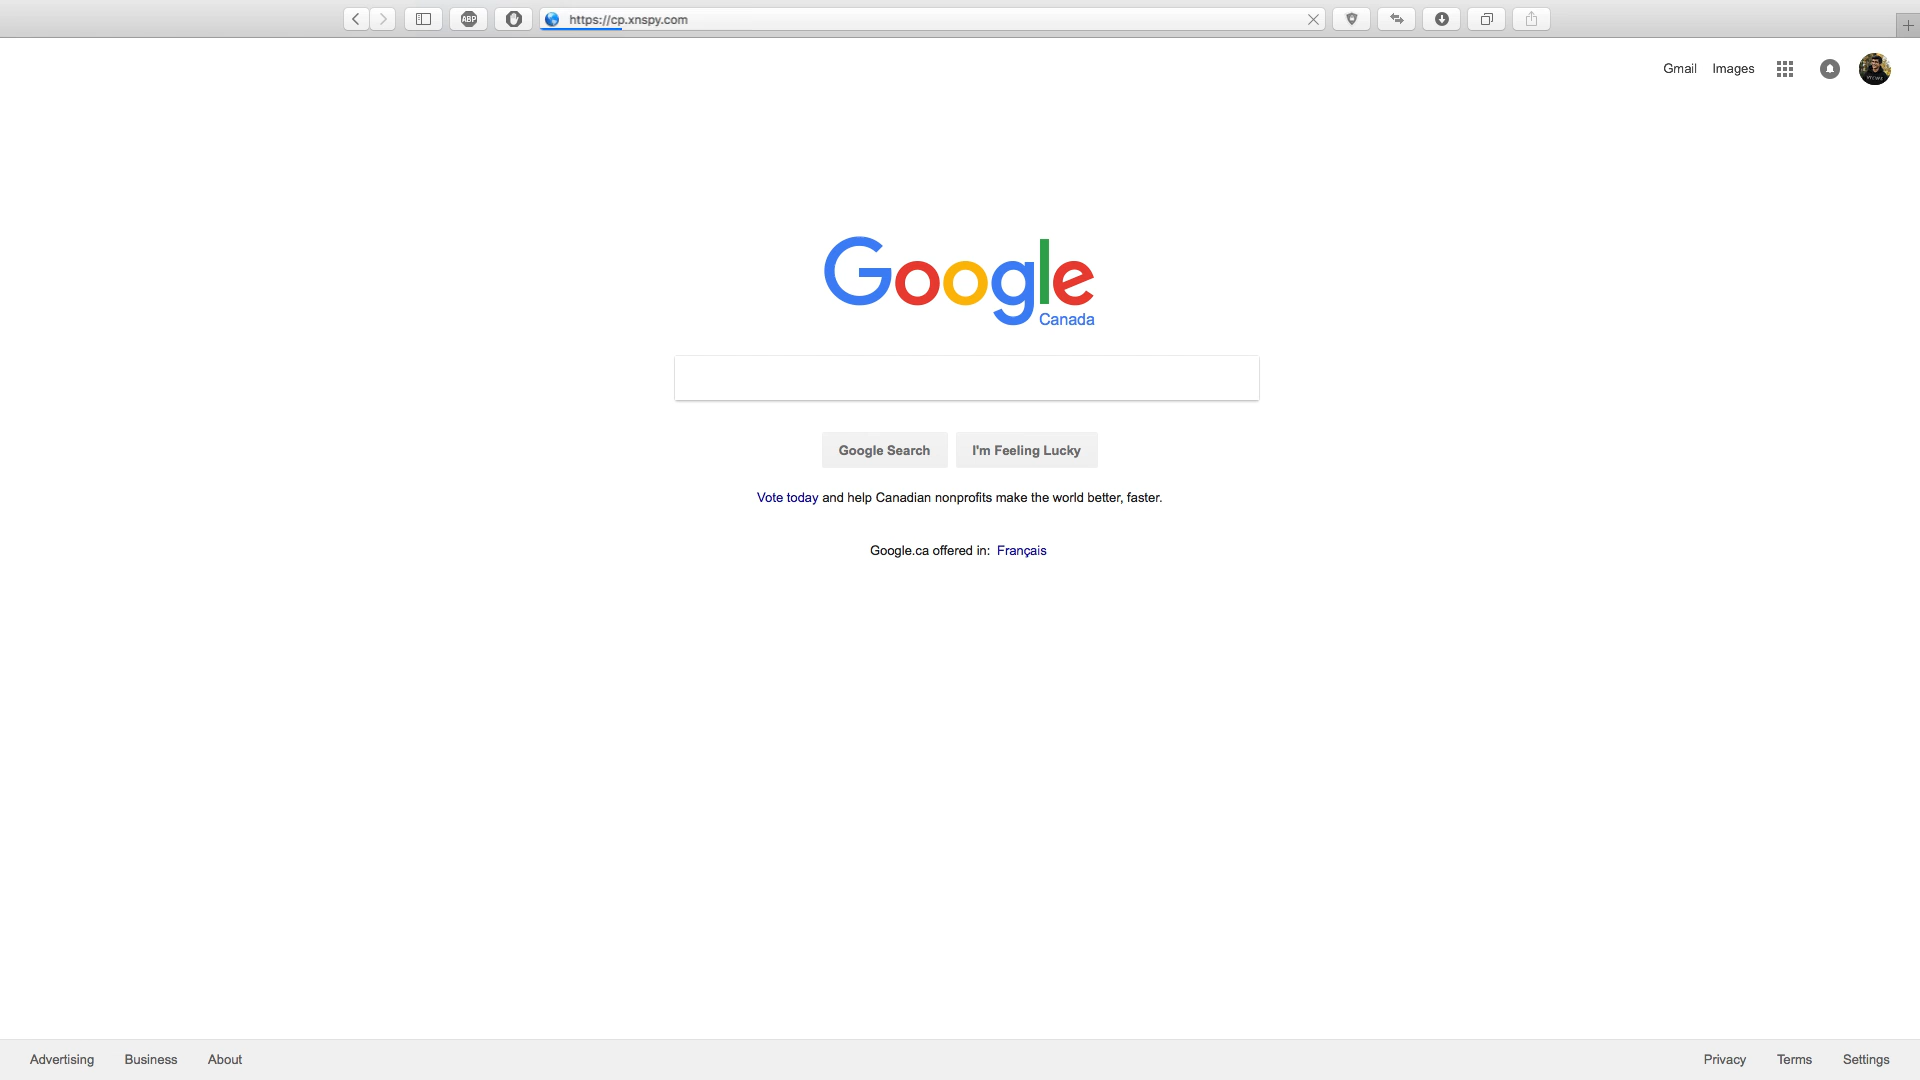 ABP
https://cp.xnspy.com
Gmail Images
Google
Canada
Google Search I'm Feeling Lucky
Vote today and help Canadian nonprofits make the world better, faster.
Google.ca offered in: Français
Advertising Business About Privacy Terms Settings